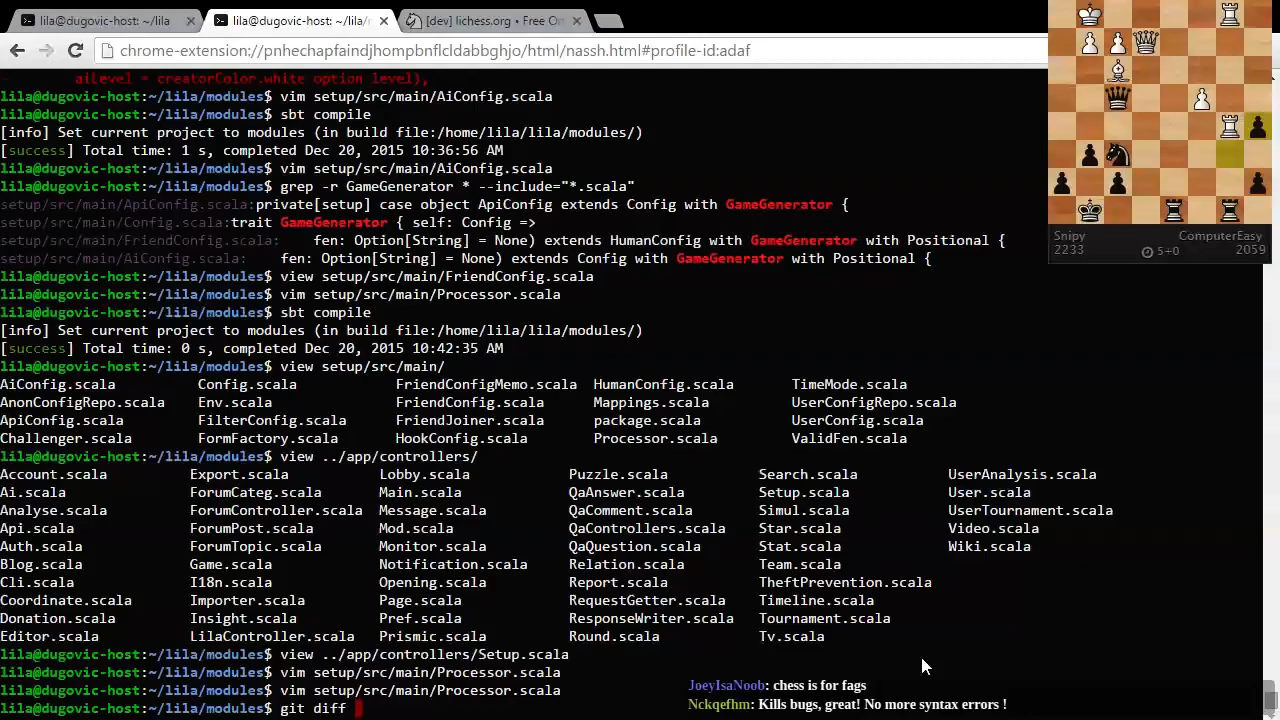 lila@dugovic-host: ~/lila
lila@dugovic-host: ~/lila/m
[dev] lichess.org • Free On
chrome-extension://pnhechapfaindjhompbnflcldabbghjo/html/nassh.html#profile-id:adaf
-       aiLevel = creatorColor.white option level),
lila@dugovic-host:~/lila/modules$ vim setup/src/main/AiConfig.scala
lila@dugovic-host:~/lila/modules$ sbt compile
[info] Set current project to modules (in build file:/home/lila/lila/modules/)
[success] Total time: 1 s, completed Dec 20, 2015 10:36:56 AM
lila@dugovic-host:~/lila/modules$ vim setup/src/main/AiConfig.scala
lila@dugovic-host:~/lila/modules$ grep -r GameGenerator * --include="*.scala"
setup/src/main/ApiConfig.scala:private[setup] case object ApiConfig extends Config with GameGenerator {
setup/src/main/Config.scala:trait GameGenerator { self: Config =>
setup/src/main/FriendConfig.scala:    fen: Option[String] = None) extends HumanConfig with GameGenerator with Positional {
setup/src/main/AiConfig.scala:    fen: Option[String] = None) extends Config with GameGenerator with Positional {
lila@dugovic-host:~/lila/modules$ view setup/src/main/FriendConfig.scala
lila@dugovic-host:~/lila/modules$ vim setup/src/main/Processor.scala
lila@dugovic-host:~/lila/modules$ sbt compile
[info] Set current project to modules (in build file:/home/lila/lila/modules/)
[success] Total time: 0 s, completed Dec 20, 2015 10:42:35 AM
lila@dugovic-host:~/lila/modules$ view setup/src/main/
AiConfig.scala Config.scala FriendConfigMemo.scala HumanConfig.scala TimeMode.scala
AnonConfigRepo.scala Env.scala FriendConfig.scala Mappings.scala UserConfigRepo.scala
ApiConfig.scala FilterConfig.scala FriendJoiner.scala package.scala UserConfig.scala
Challenger.scala FormFactory.scala HookConfig.scala Processor.scala ValidFen.scala
lila@dugovic-host:~/lila/modules$ view ../app/controllers/
Account.scala Export.scala Lobby.scala Puzzle.scala Search.scala UserAnalysis.scala
Ai.scala ForumCateg.scala Main.scala QaAnswer.scala Setup.scala User.scala
Analyse.scala ForumController.scala Message.scala QaComment.scala Simul.scala UserTournament.scala
Api.scala ForumPost.scala Mod.scala QaControllers.scala Star.scala Video.scala
Auth.scala ForumTopic.scala Monitor.scala QaQuestion.scala Stat.scala Wiki.scala
Blog.scala Game.scala Notification.scala Relation.scala Team.scala
Cli.scala I18n.scala Opening.scala Report.scala TheftPrevention.scala
Coordinate.scala Importer.scala Page.scala RequestGetter.scala Timeline.scala
Donation.scala Insight.scala Pref.scala ResponseWriter.scala Tournament.scala
Editor.scala LilaController.scala Prismic.scala Round.scala Tv.scala
lila@dugovic-host:~/lila/modules$ view ../app/controllers/Setup.scala
lila@dugovic-host:~/lila/modules$ vim setup/src/main/Processor.scala
lila@dugovic-host:~/lila/modules$ vim setup/src/main/Processor.scala
lila@dugovic-host:~/lila/modules$ git diff
Snipy ComputerEasy
2233 5+0 2059
JoeyIsaNoob: chess is for fags
Nckqefhm: Kills bugs, great! No more syntax errors !